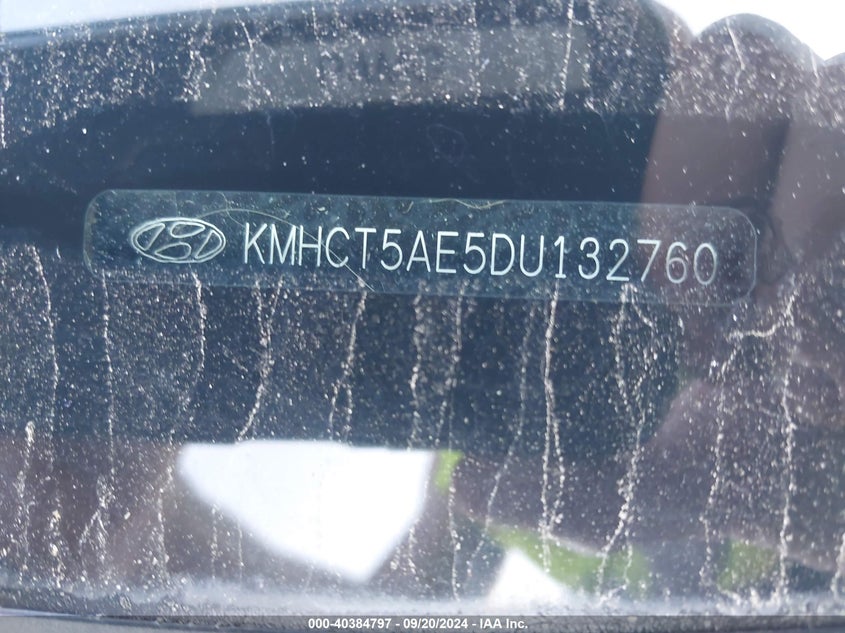 KMHCT5AE5DU132760
000-40384797 - 09/20/2024 - IAA Inc.